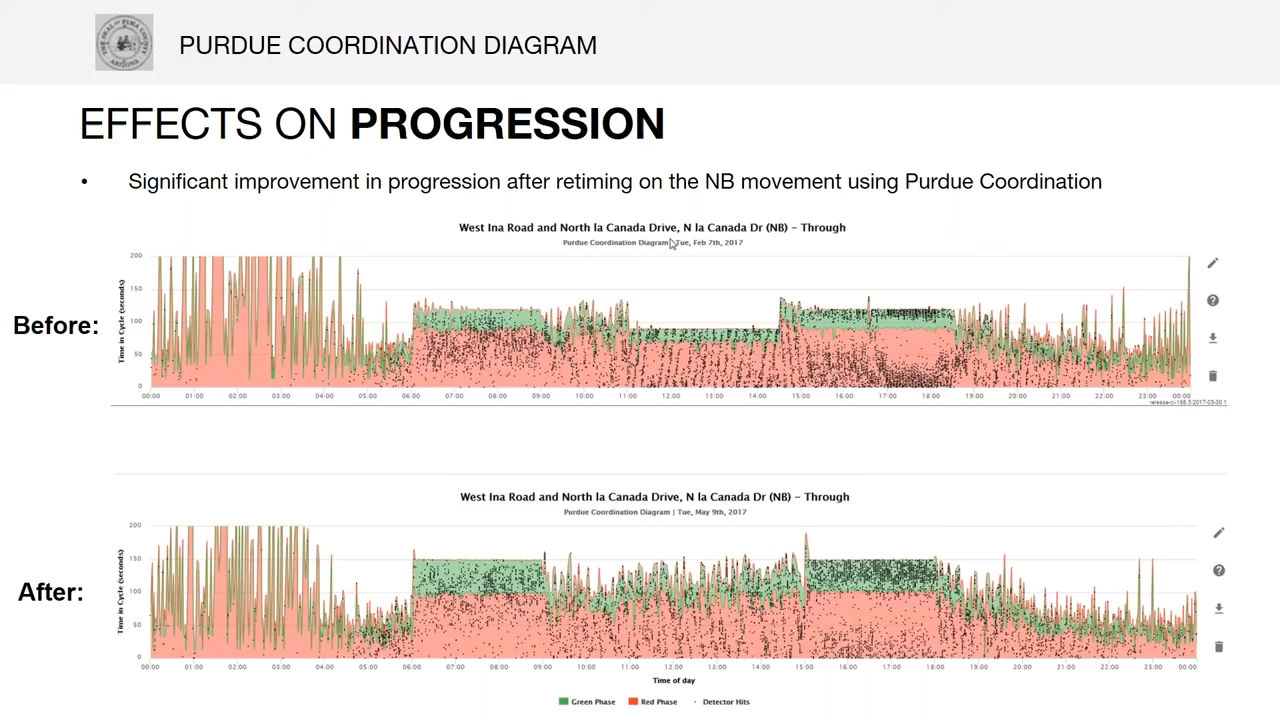 THE SEAL OF PIMA COUNTY
ARIZONA
PURDUE COORDINATION DIAGRAM
EFFECTS ON PROGRESSION
• Significant improvement in progression after retiming on the NB movement using Purdue Coordination
West Ina Road and North la Canada Drive, N la Canada Dr (NB) – Through
Purdue Coordination Diagram | Tue, Feb 7th, 2017
Before:
Time in Cycle (seconds)
200
150
100
50
0
00:00 01:00 02:00 03:00 04:00 05:00 06:00 07:00 08:00 09:00 10:00 11:00 12:00 13:00 14:00 15:00 16:00 17:00 18:00 19:00 20:00 21:00 22:00 23:00 00:00
West Ina Road and North la Canada Drive, N la Canada Dr (NB) – Through
Purdue Coordination Diagram | Tue, May 9th, 2017
After:
Time in Cycle (seconds)
200
150
100
50
0
00:00 01:00 02:00 03:00 04:00 05:00 06:00 07:00 08:00 09:00 10:00 11:00 12:00 13:00 14:00 15:00 16:00 17:00 18:00 19:00 20:00 21:00 22:00 23:00 00:00
Time of day
Green Phase Red Phase Detector Hits